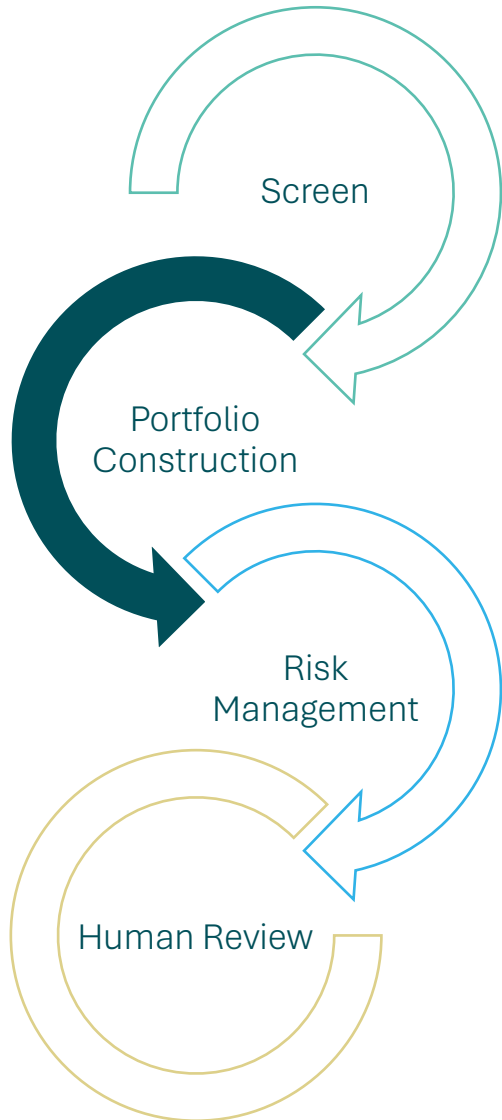 Screen
Portfolio
Construction
Risk
Management
Human Review